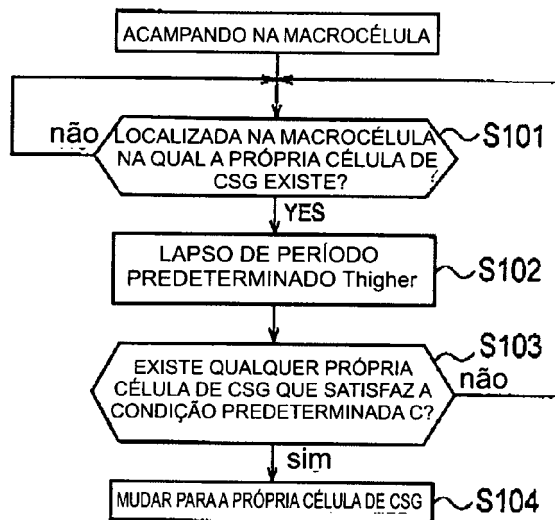 ACAMPANDO NA MACROCÉLULA
não
LOCALIZADA NA MACROCÉLULA
NA QUAL A PRÓPRIA CÉLULA DE
CSG EXISTE?
?
S101
YES
LAPSO DE PERÍODO
PREDETERMINADO Thigher
S102
EXISTE QUALQUER PRÓPRIA
CÉLULA DE CSG QUE SATISFAZ A
CONDIÇÃO PREDETERMINADA C?
S103
não
sim
MUDAR PARA A PRÓPRIA CÉLULA DE CSG
S104